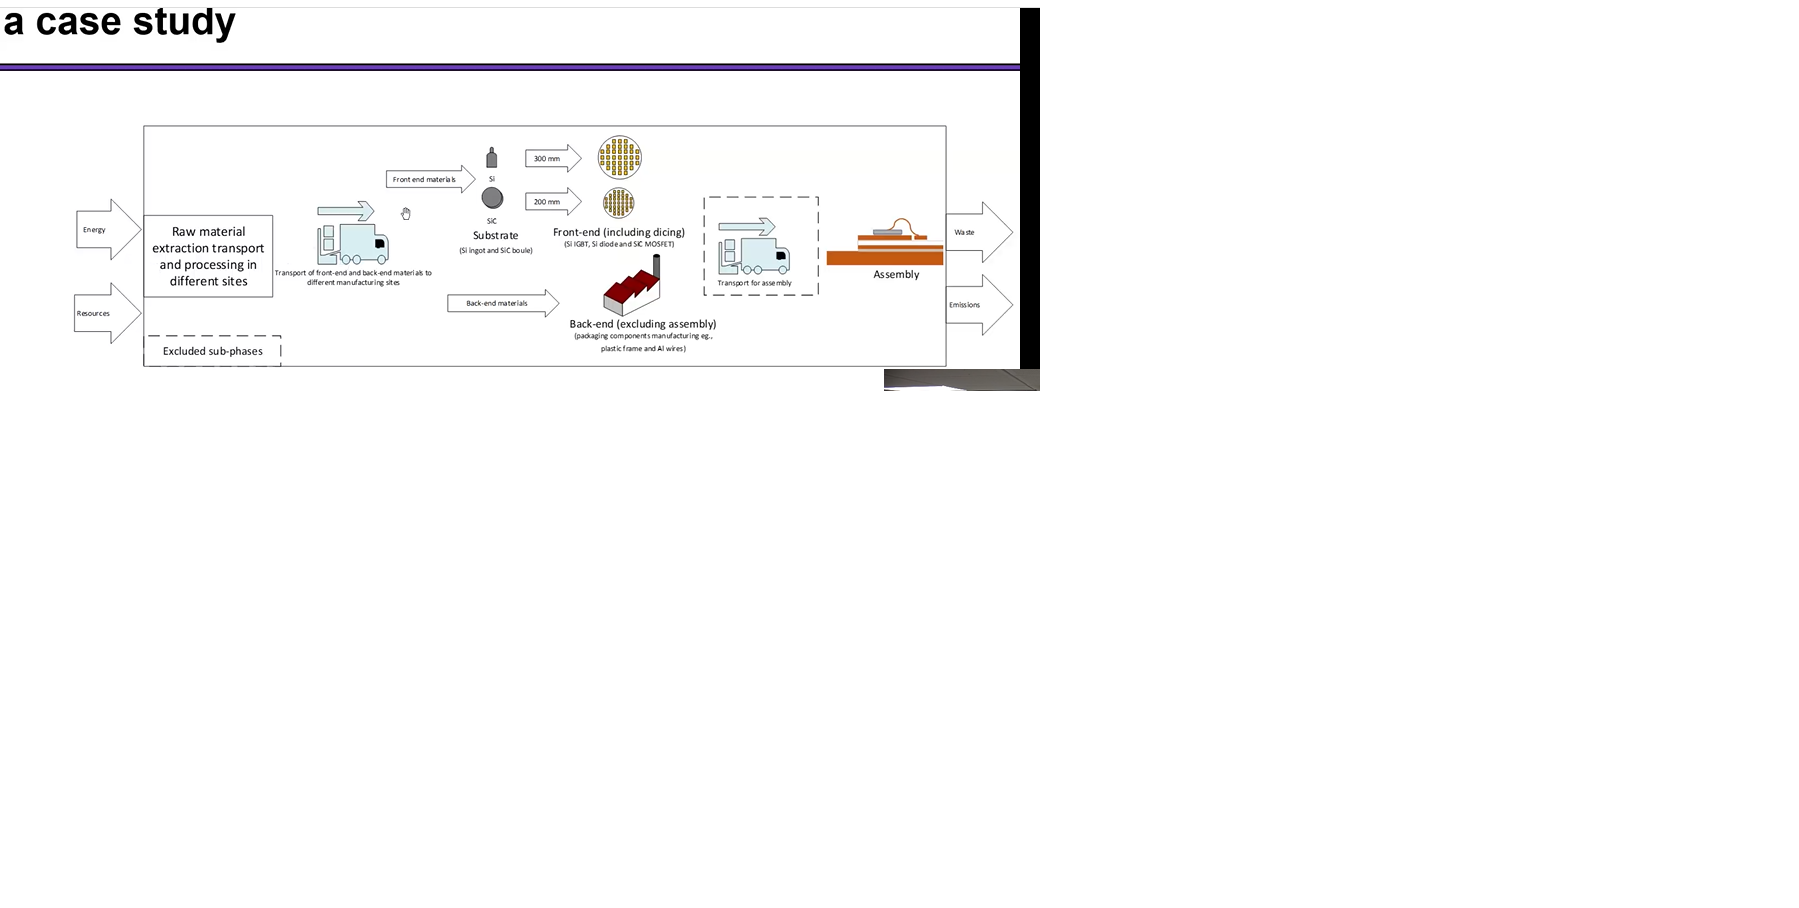 a case study
Energy
Resources
Raw material
extraction transport
and processing in
different sites
Excluded sub-phases
Transport of front-end and back-end materials to
different manufacturing sites
Front end materials
Si
SiC
Substrate
(Si ingot and SiC boule)
300 mm
200 mm
Front-end (including dicing)
(Si IGBT, Si diode and SiC MOSFET)
Back-end materials
Back-end (excluding assembly)
(packaging components manufacturing eg.,
plastic frame and Al wires)
Transport for assembly
Assembly
Waste
Emissions